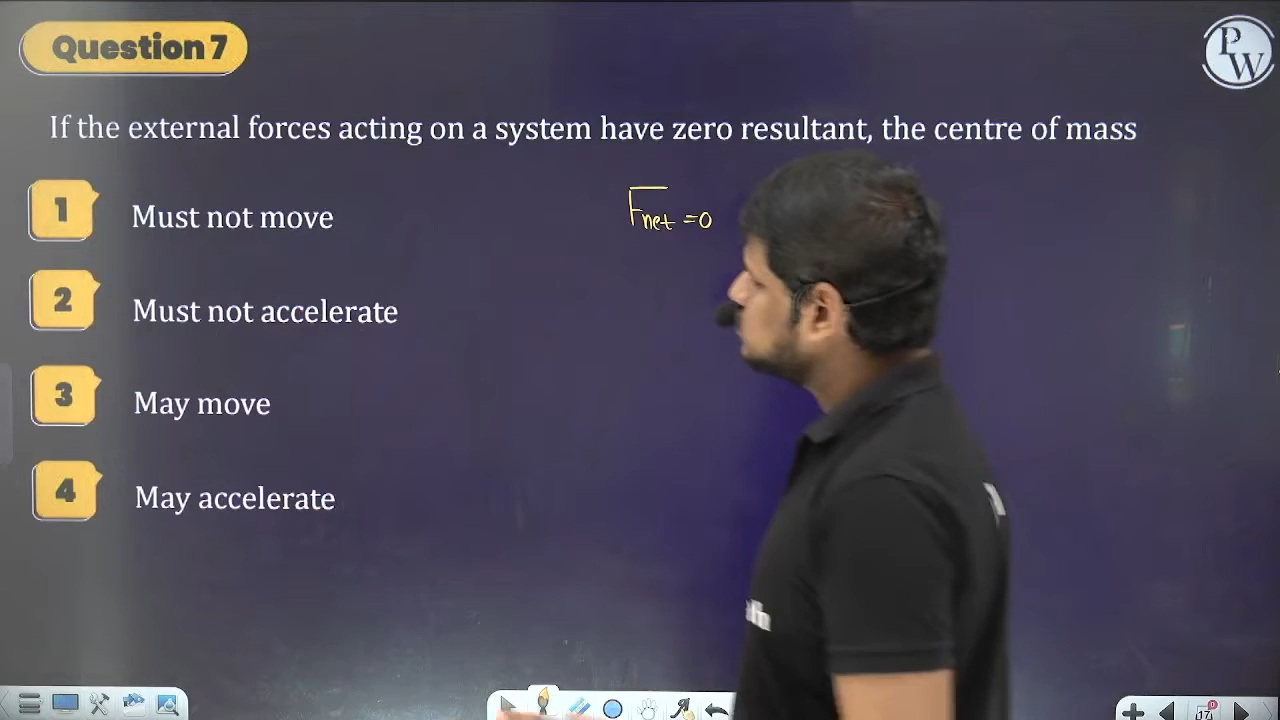 Question 7
PW
If the external forces acting on a system have zero resultant, the centre of mass
1 Must not move
Fnet = 0
2 Must not accelerate
3 May move
4 May accelerate